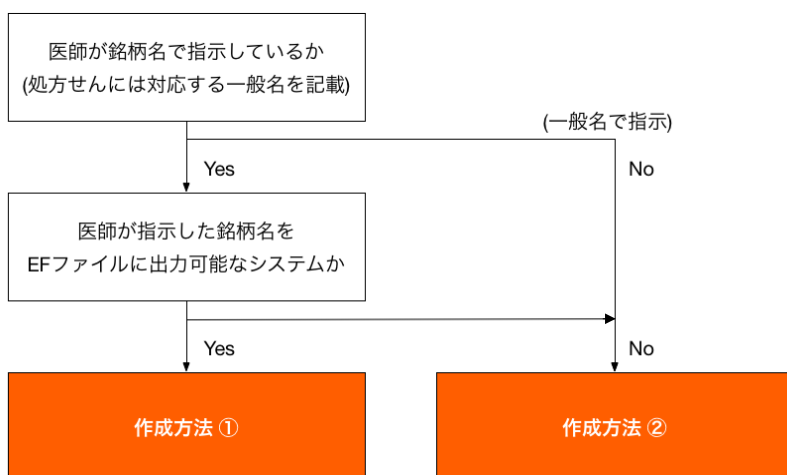 医師が銘柄名で指示しているか
(処方せんには対応する一般名を記載)
(一般名で指示)
Yes
No
医師が指示した銘柄名を
EFファイルに出力可能なシステムか
Yes
No
作成方法 ①
作成方法 ②